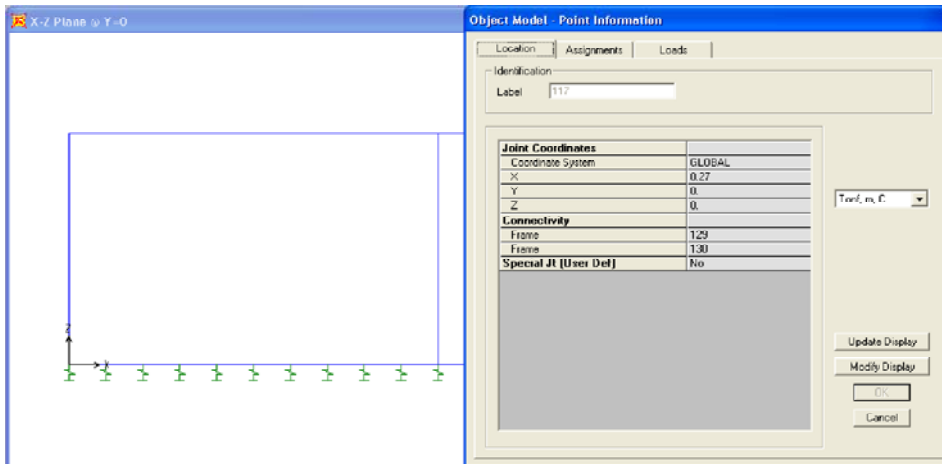 X-Z Plane @ Y=0
Z
X
Object Model - Point Information
Location Assignments Loads
Identification
Label 117
Joint Coordinates
Coordinate System GLOBAL
X 0.27
Y 0.
Z 0.
Connectivity
Frame 129
Frame 130
Special Jt [User Def] No
Tonf, m, C
Update Display
Modify Display
OK
Cancel